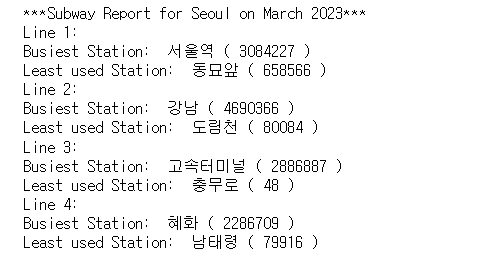 ***Subway Report for Seoul on March 2023***
Line 1:
Busiest Station:  서울역 ( 3084227 )
Least used Station:  동묘앞 ( 658566 )
Line 2:
Busiest Station:  강남 ( 4690366 )
Least used Station:  도림천 ( 80084 )
Line 3:
Busiest Station:  고속터미널 ( 2886887 )
Least used Station:  충무로 ( 48 )
Line 4:
Busiest Station:  혜화 ( 2286709 )
Least used Station:  남태령 ( 79916 )